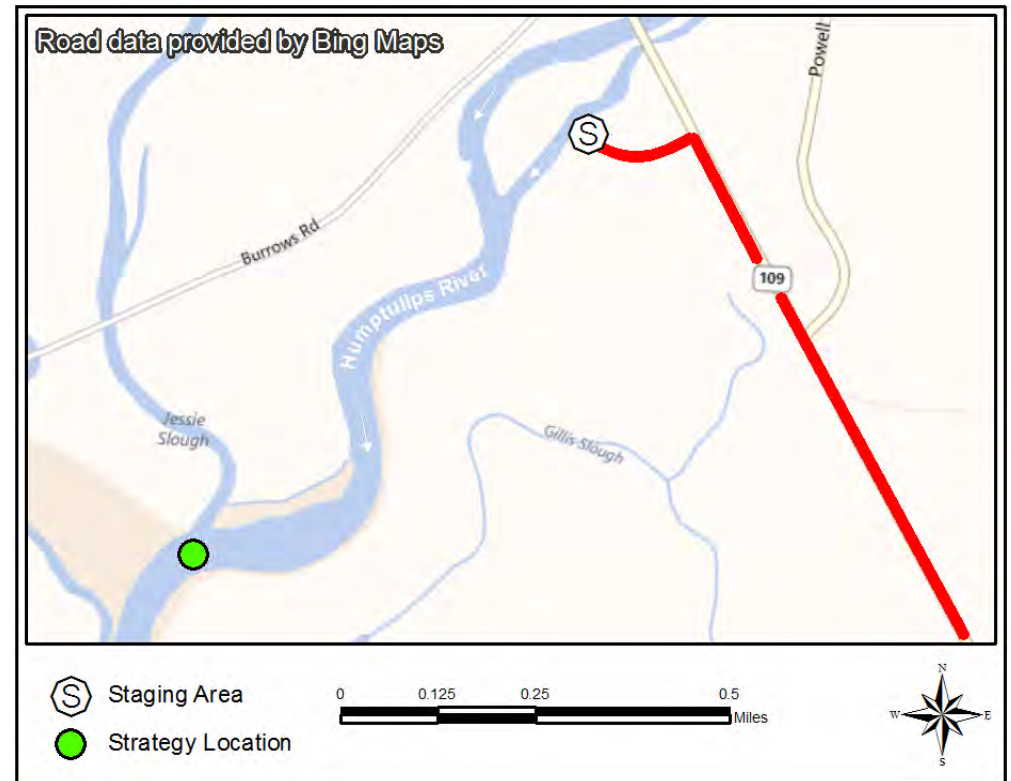 Road data provided by Bing Maps
Powell
S
Burrows Rd
109
Humptulips River
Jessie
Slough
Gillis Slough
S Staging Area
Strategy Location
0 0.125 0.25 0.5
Miles
N
W E
S